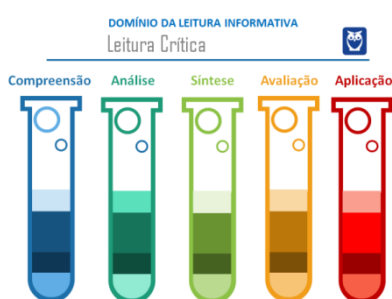 DOMÍNIO DA LEITURA INFORMATIVA
Leitura Crítica
Compreensão Análise Síntese Avaliação Aplicação